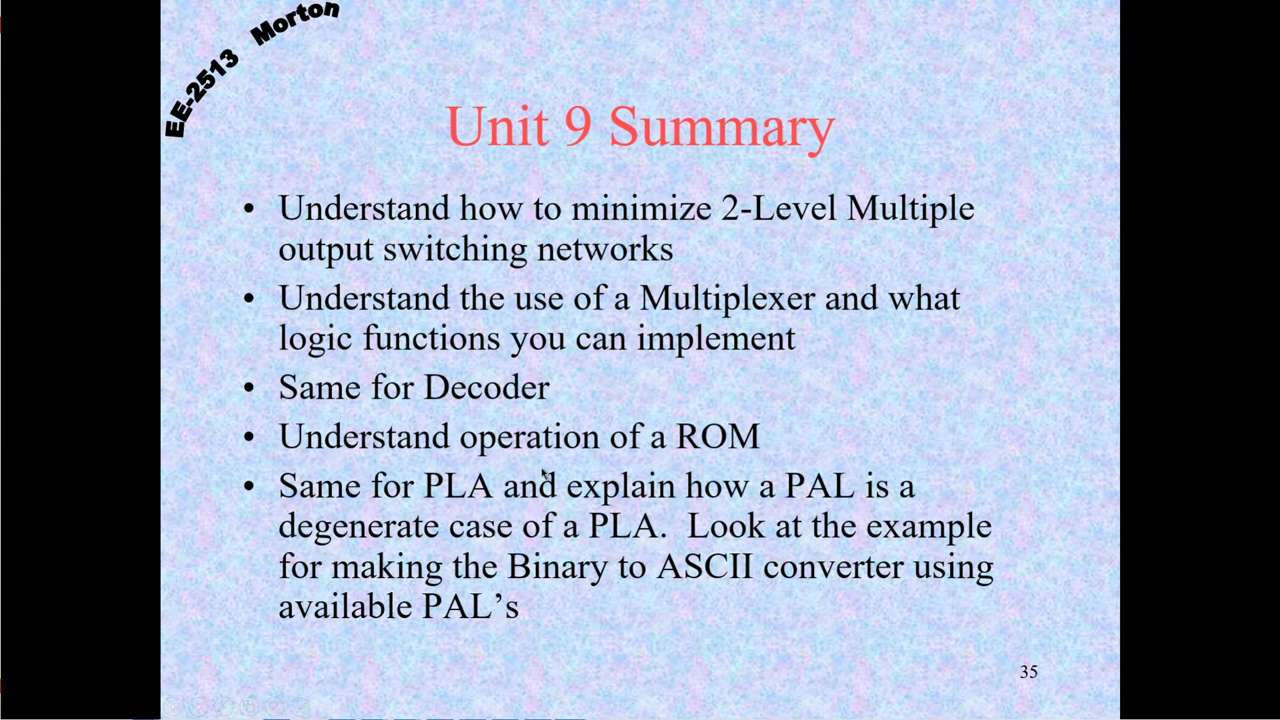 EE-2513 Morton
Unit 9 Summary
• Understand how to minimize 2-Level Multiple
output switching networks
• Understand the use of a Multiplexer and what
logic functions you can implement
• Same for Decoder
• Understand operation of a ROM
• Same for PLA and explain how a PAL is a
degenerate case of a PLA.  Look at the example
for making the Binary to ASCII converter using
available PAL’s
35